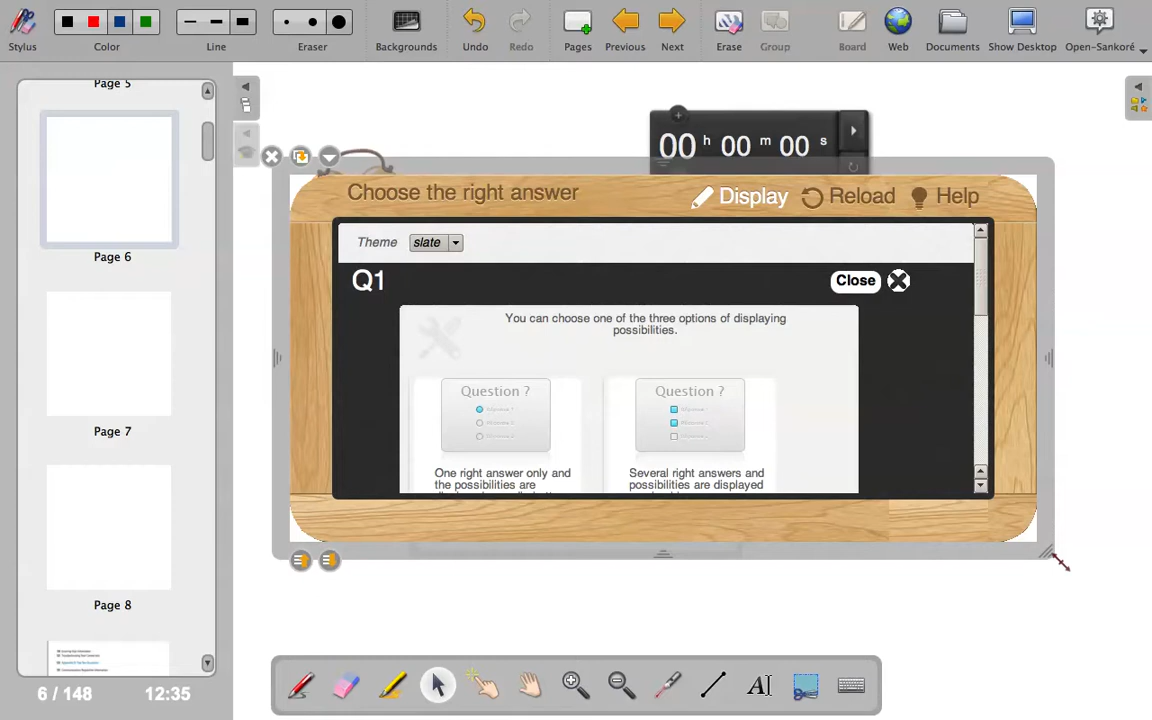 Stylus
Color
Line
Eraser
Backgrounds
Undo
Redo
Pages
Previous
Next
Erase
Group
Board
Web
Documents
Show Desktop
Open-Sankoré
Page 5
Page 6
Page 7
Page 8
6 / 148
12:35
00 h 00 m 00 s
Choose the right answer
Display
Reload
Help
Theme
slate
Q1
Close
You can choose one of the three options of displaying
possibilities.
Question ?
One right answer only and
the possibilities are
Question ?
Several right answers and
possibilities are displayed